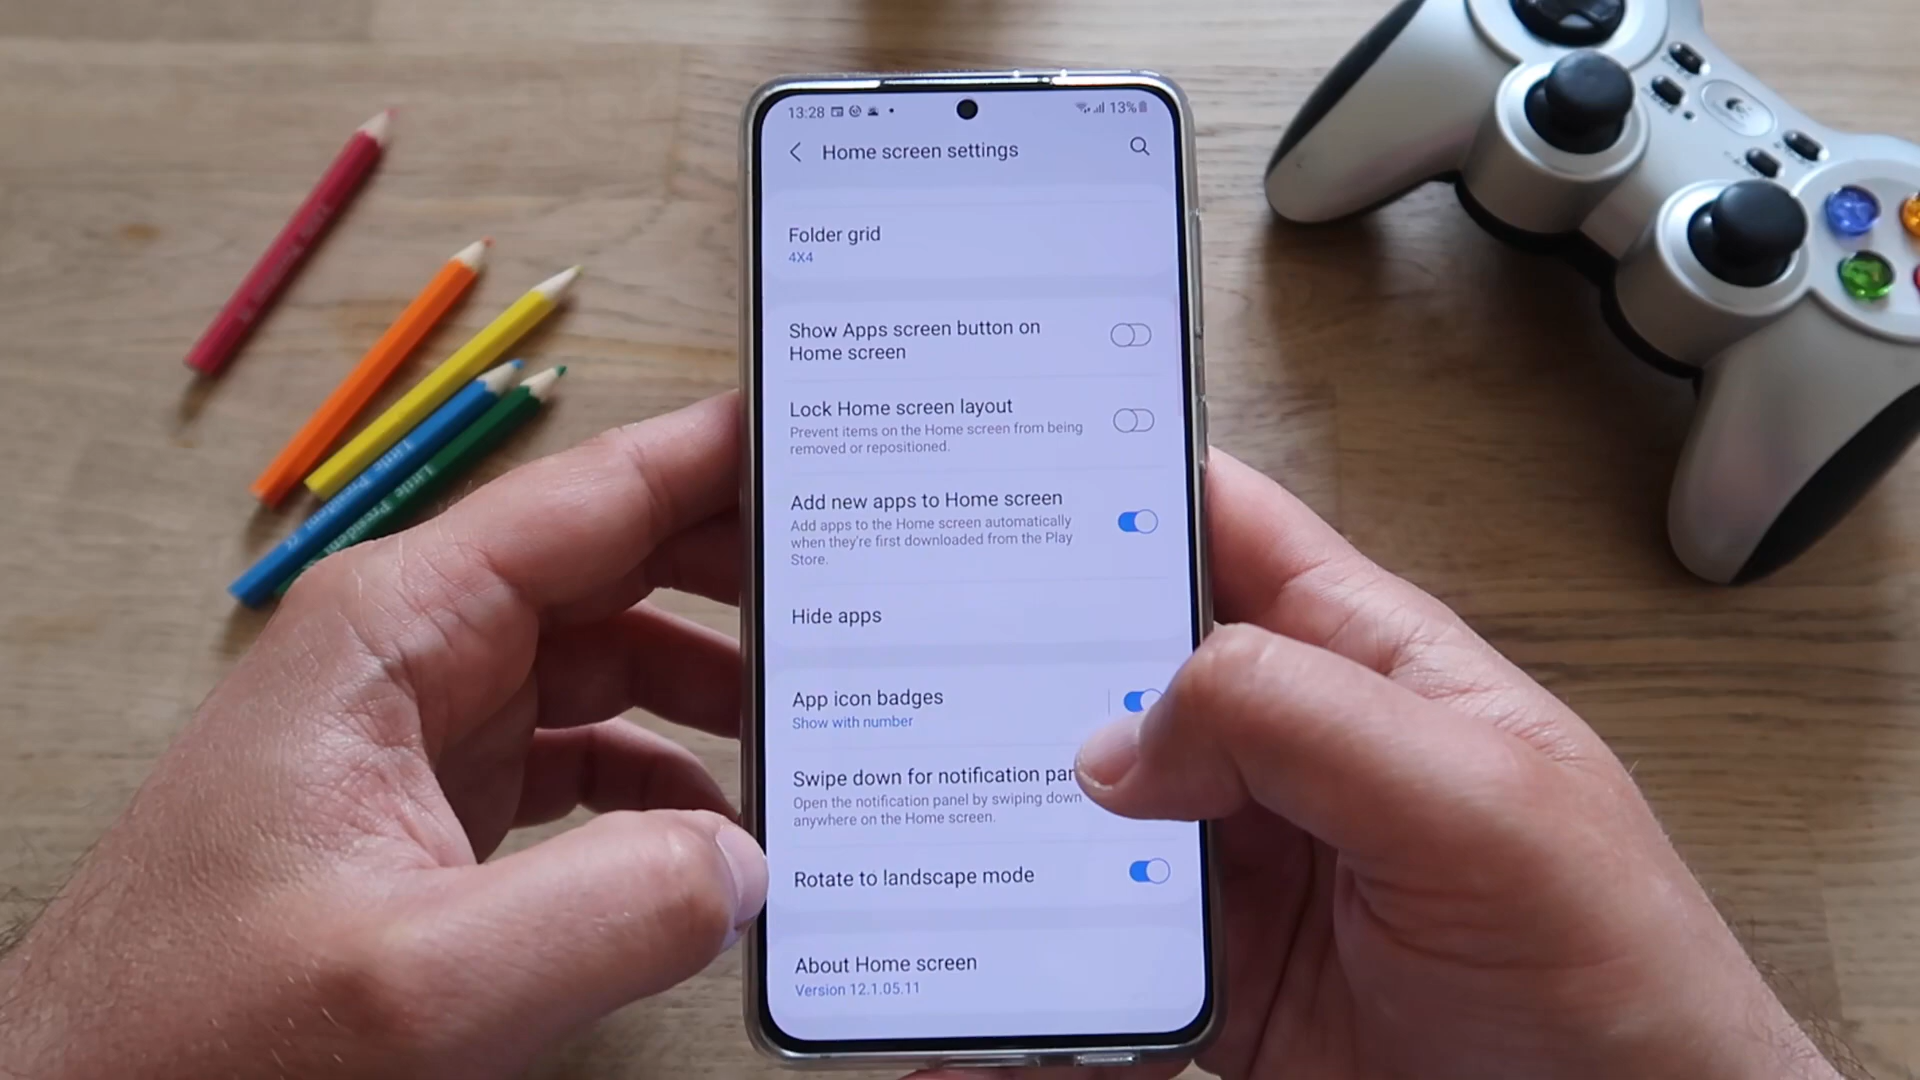 13:28
13%
Home screen settings
Folder grid
4X4
Show Apps screen button on
Home screen
Lock Home screen layout
Prevent items on the Home screen from being
removed or repositioned.
Add new apps to Home screen
Add apps to the Home screen automatically
when they're first downloaded from the Play
Store.
Hide apps
App icon badges
Show with number
Swipe down for notification
Open the notification panel by swiping down
anywhere on the Home screen.
Rotate to landscape mode
About Home screen
Version 12.1.05.11
Little President
Little President